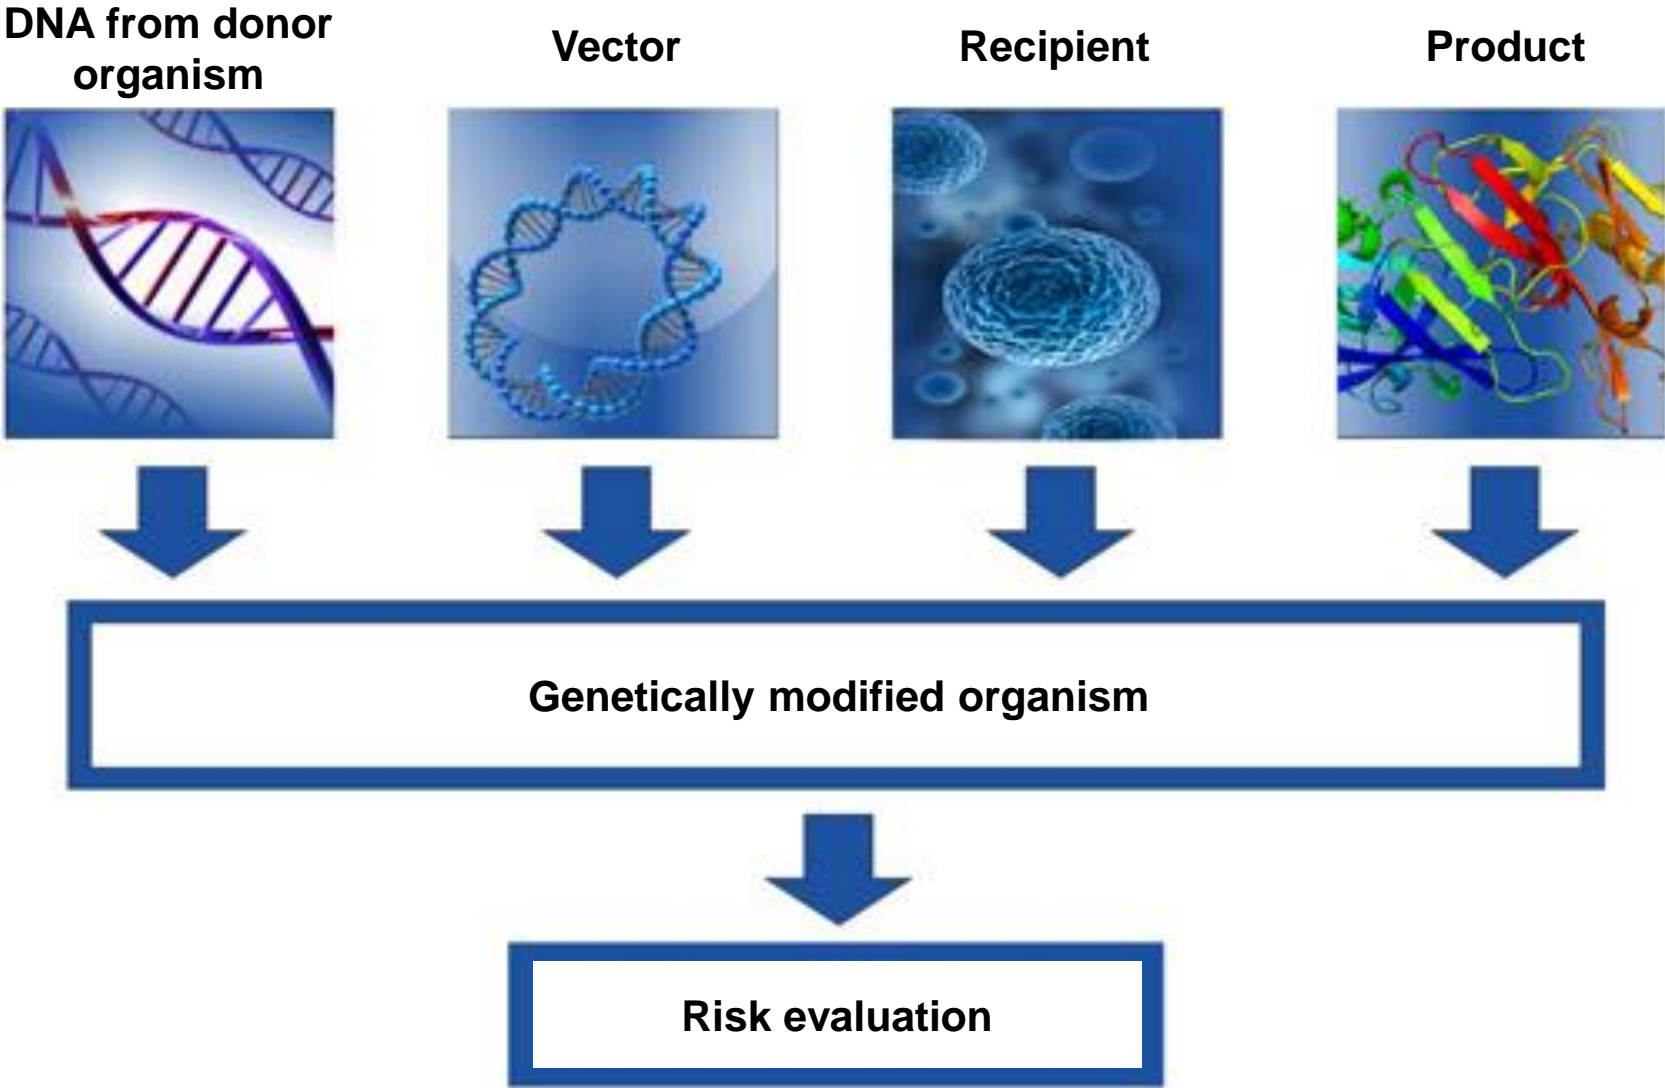 DNA from donor
organism
Vector
Recipient
Product
Genetically modified organism
Risk evaluation